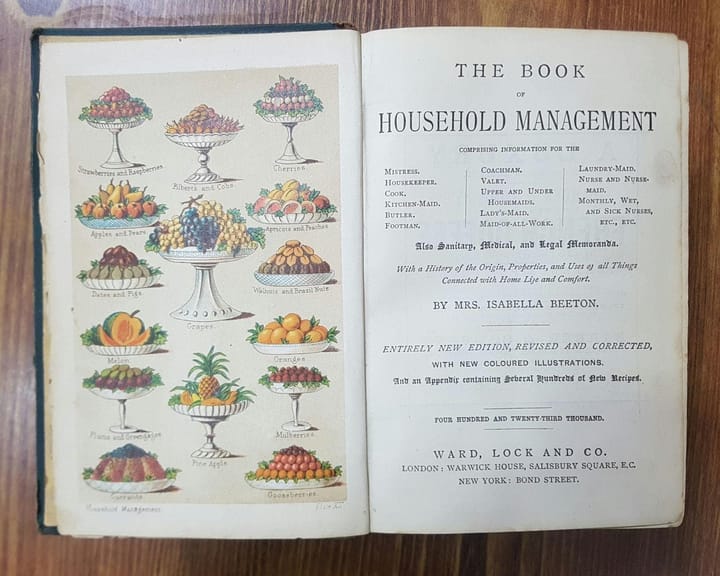 Strawberries and Raspberries
Filberts and Cobs.
Cherries.
Apples and Pears
Apricots and Peaches
Dates and Figs.
Grapes.
Walnuts and Brazil Nuts
Melon.
Oranges.
Plums and Greengages
Pine Apple.
Mulberries.
Currants
Gooseberries.
Household Management.
THE BOOK
OF
HOUSEHOLD MANAGEMENT
COMPRISING INFORMATION FOR THE
MISTRESS.
HOUSEKEEPER.
COOK.
KITCHEN-MAID.
BUTLER.
FOOTMAN.
COACHMAN.
VALET.
UPPER AND UNDER
HOUSEMAIDS.
LADY'S-MAID.
MAID-OF-ALL-WORK.
LAUNDRY-MAID.
NURSE AND NURSE-
MAID.
MONTHLY, WET,
AND SICK NURSES,
ETC., ETC.
Also Sanitary, Medical, and Legal Memoranda.
With a History of the Origin, Properties, and Uses of all Things
Connected with Home Life and Comfort.
BY MRS. ISABELLA BEETON.
ENTIRELY NEW EDITION, REVISED AND CORRECTED,
WITH NEW COLOURED ILLUSTRATIONS,
And an Appendix containing Several Hundreds of New Recipes.
FOUR HUNDRED AND TWENTY-THIRD THOUSAND.
WARD, LOCK AND CO.
LONDON: WARWICK HOUSE, SALISBURY SQUARE, E.C.
NEW YORK: BOND STREET.